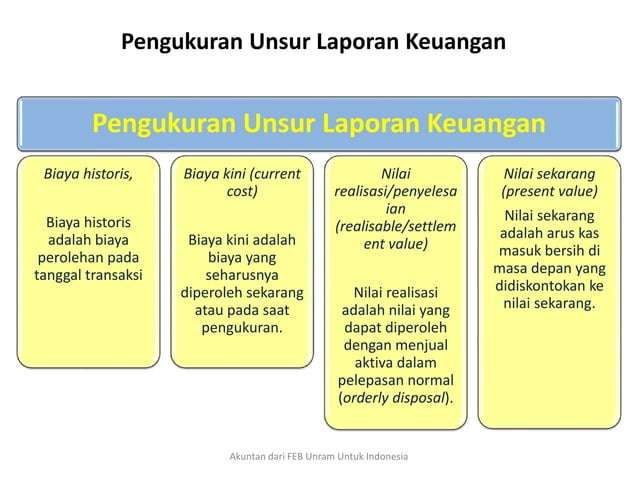 Pengukuran Unsur Laporan Keuangan
Pengukuran Unsur Laporan Keuangan
Biaya historis,
Biaya historis
adalah biaya
perolehan pada
tanggal transaksi
Biaya kini (current
cost)
Biaya kini adalah
biaya yang
seharusnya
diperoleh sekarang
atau pada saat
pengukuran.
Nilai
realisasi/penyelesa
ian
(realisable/settlem
ent value)
Nilai realisasi
adalah nilai yang
dapat diperoleh
dengan menjual
aktiva dalam
pelepasan normal
(orderly disposal).
Nilai sekarang
(present value)
Nilai sekarang
adalah arus kas
masuk bersih di
masa depan yang
didiskontokan ke
nilai sekarang.
Akuntan dari FEB Unram Untuk Indonesia